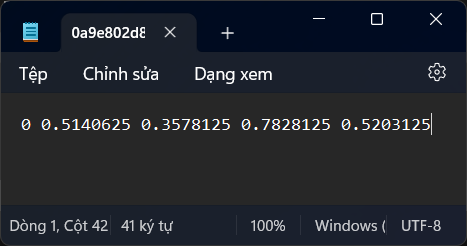 0a9e802d8
Tệp Chỉnh sửa Dạng xem
0 0.5140625 0.3578125 0.7828125 0.5203125
Dòng 1, Cột 42 41 ký tự 100% Windows ( UTF-8